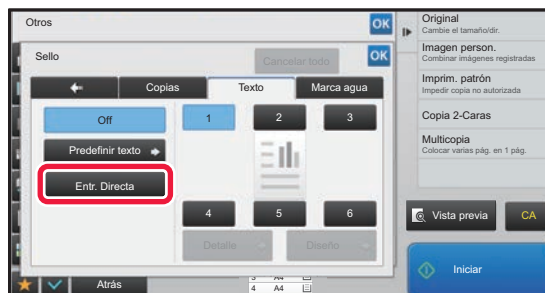 Otros
OK
Sello
Cancelar todo
OK
Copias
Texto
Marca agua
Off
Predefinir texto
Entr. Directa
1
2
3
4
5
6
Detalle
Diseño
Atrás
3 A4
4 A4
Original
Cambie el tamaño/dir.
Imagen person.
Combinar imágenes registradas
Imprim. patrón
Impedir copia no autorizada
Copia 2-Caras
Multicopia
Colocar varias pág. en 1 pág.
Vista previa
CA
Iniciar